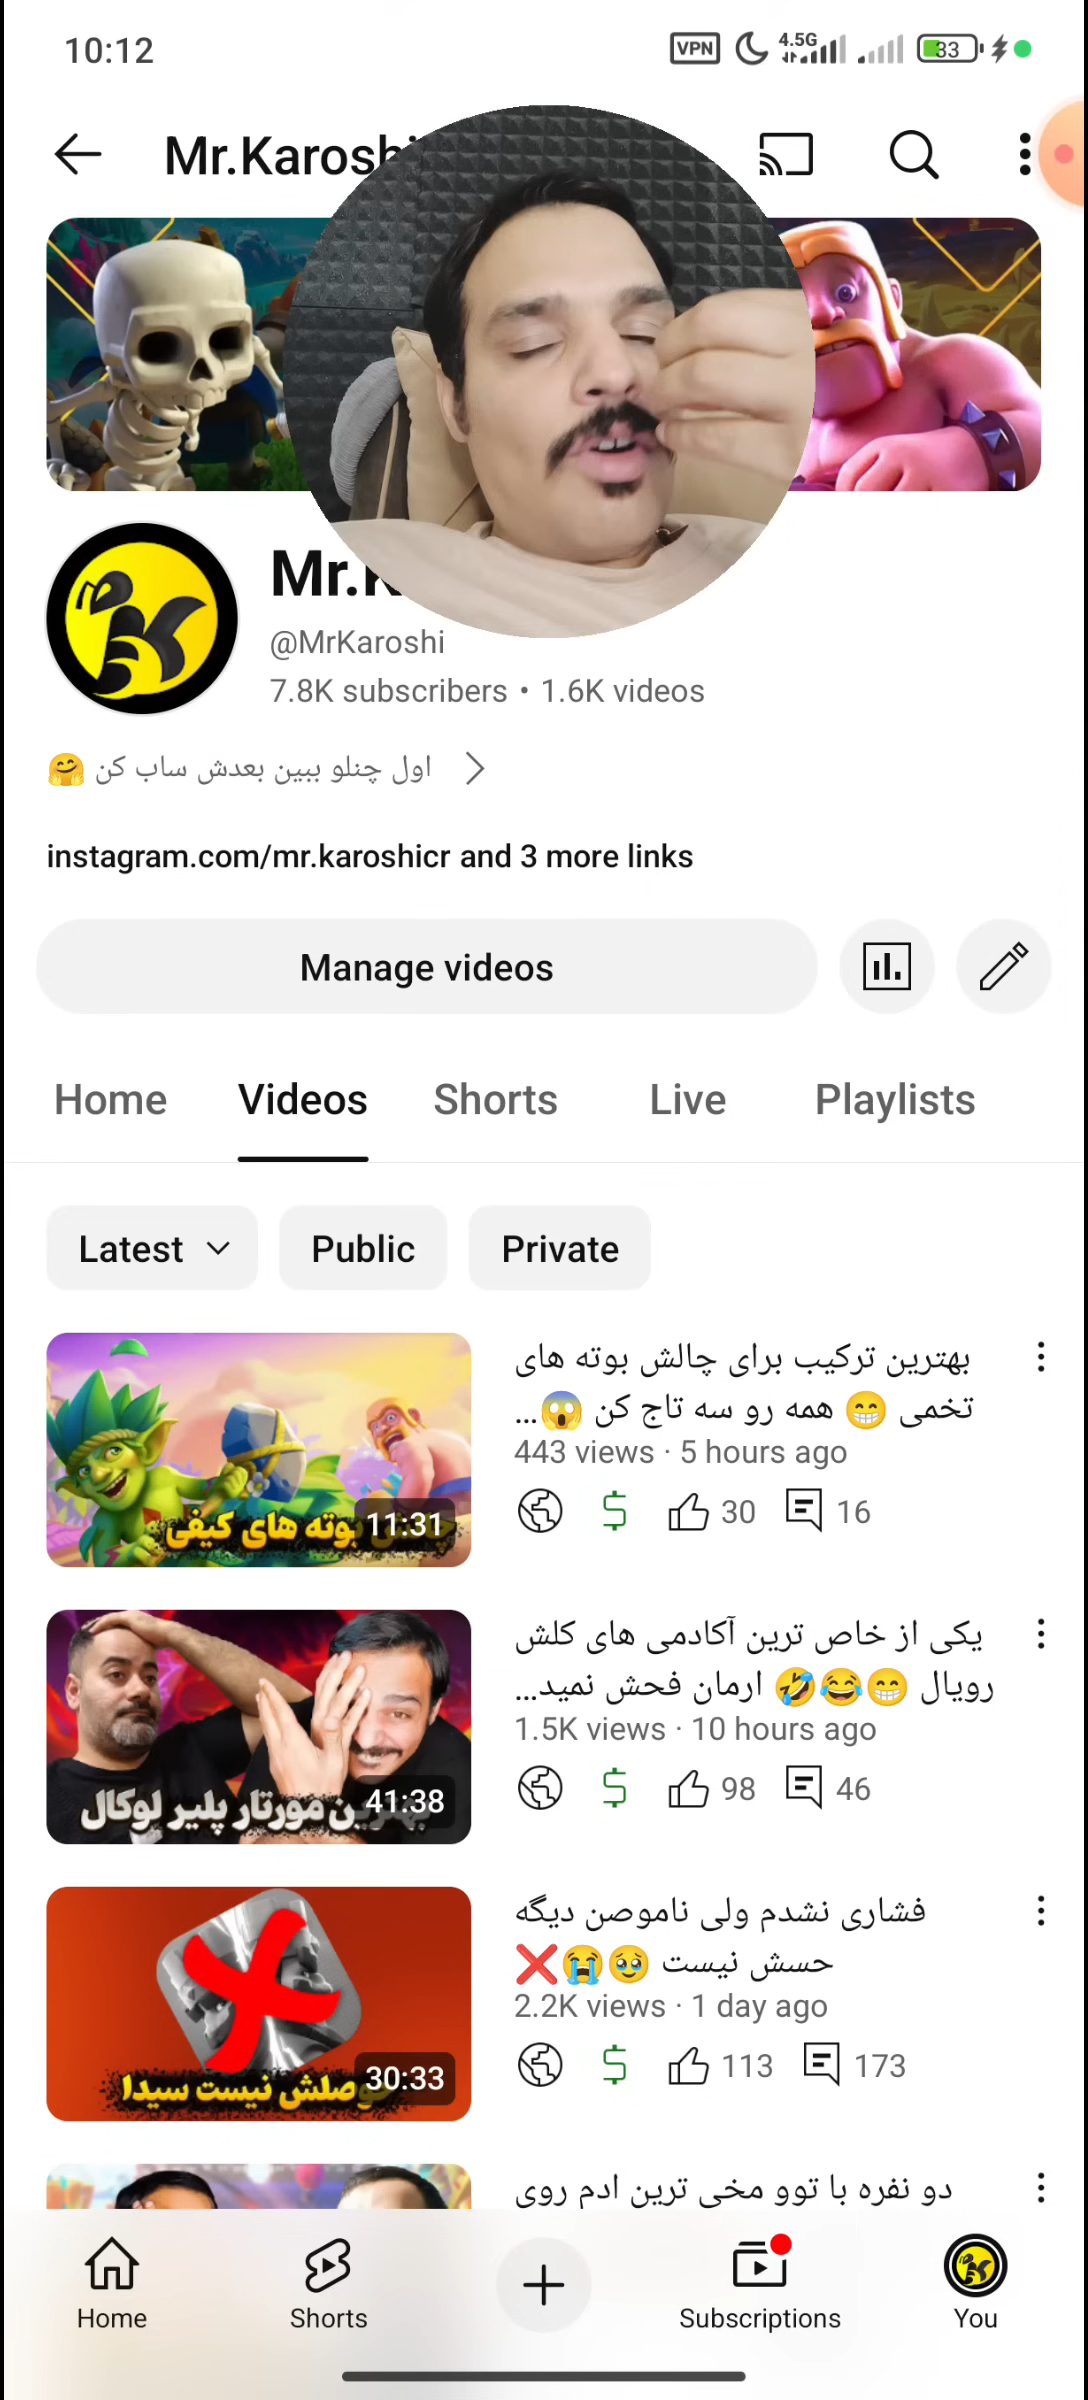 10:12
VPN 4.5G 33
Mr.Karoshi
Mr.K
@MrKaroshi
7.8K subscribers • 1.6K videos
اول چنلو ببین بعدش ساب کن 🤗
instagram.com/mr.karoshicr and 3 more links
Manage videos
Home Videos Shorts Live Playlists
Latest Public Private
بهترین ترکیب برای چالش بوته های
تخمی 😁 همه رو سه تاج کن 😱...
443 views · 5 hours ago
30 16
بوته های کیفی
11:31
یکی از خاص ترین آکادمی های کلش
رویال 😁😂🤣 ارمان فحش نمید...
1.5K views · 10 hours ago
98 46
بهترین مورتار پلیر لوکال
41:38
فشاری نشدم ولی ناموصن دیگه
حسش نیست 🥹😭❌
2.2K views · 1 day ago
113 173
حوصلش نیست سیدا
30:33
دو نفره با توو مخی ترین ادم روی
Home Shorts Subscriptions You